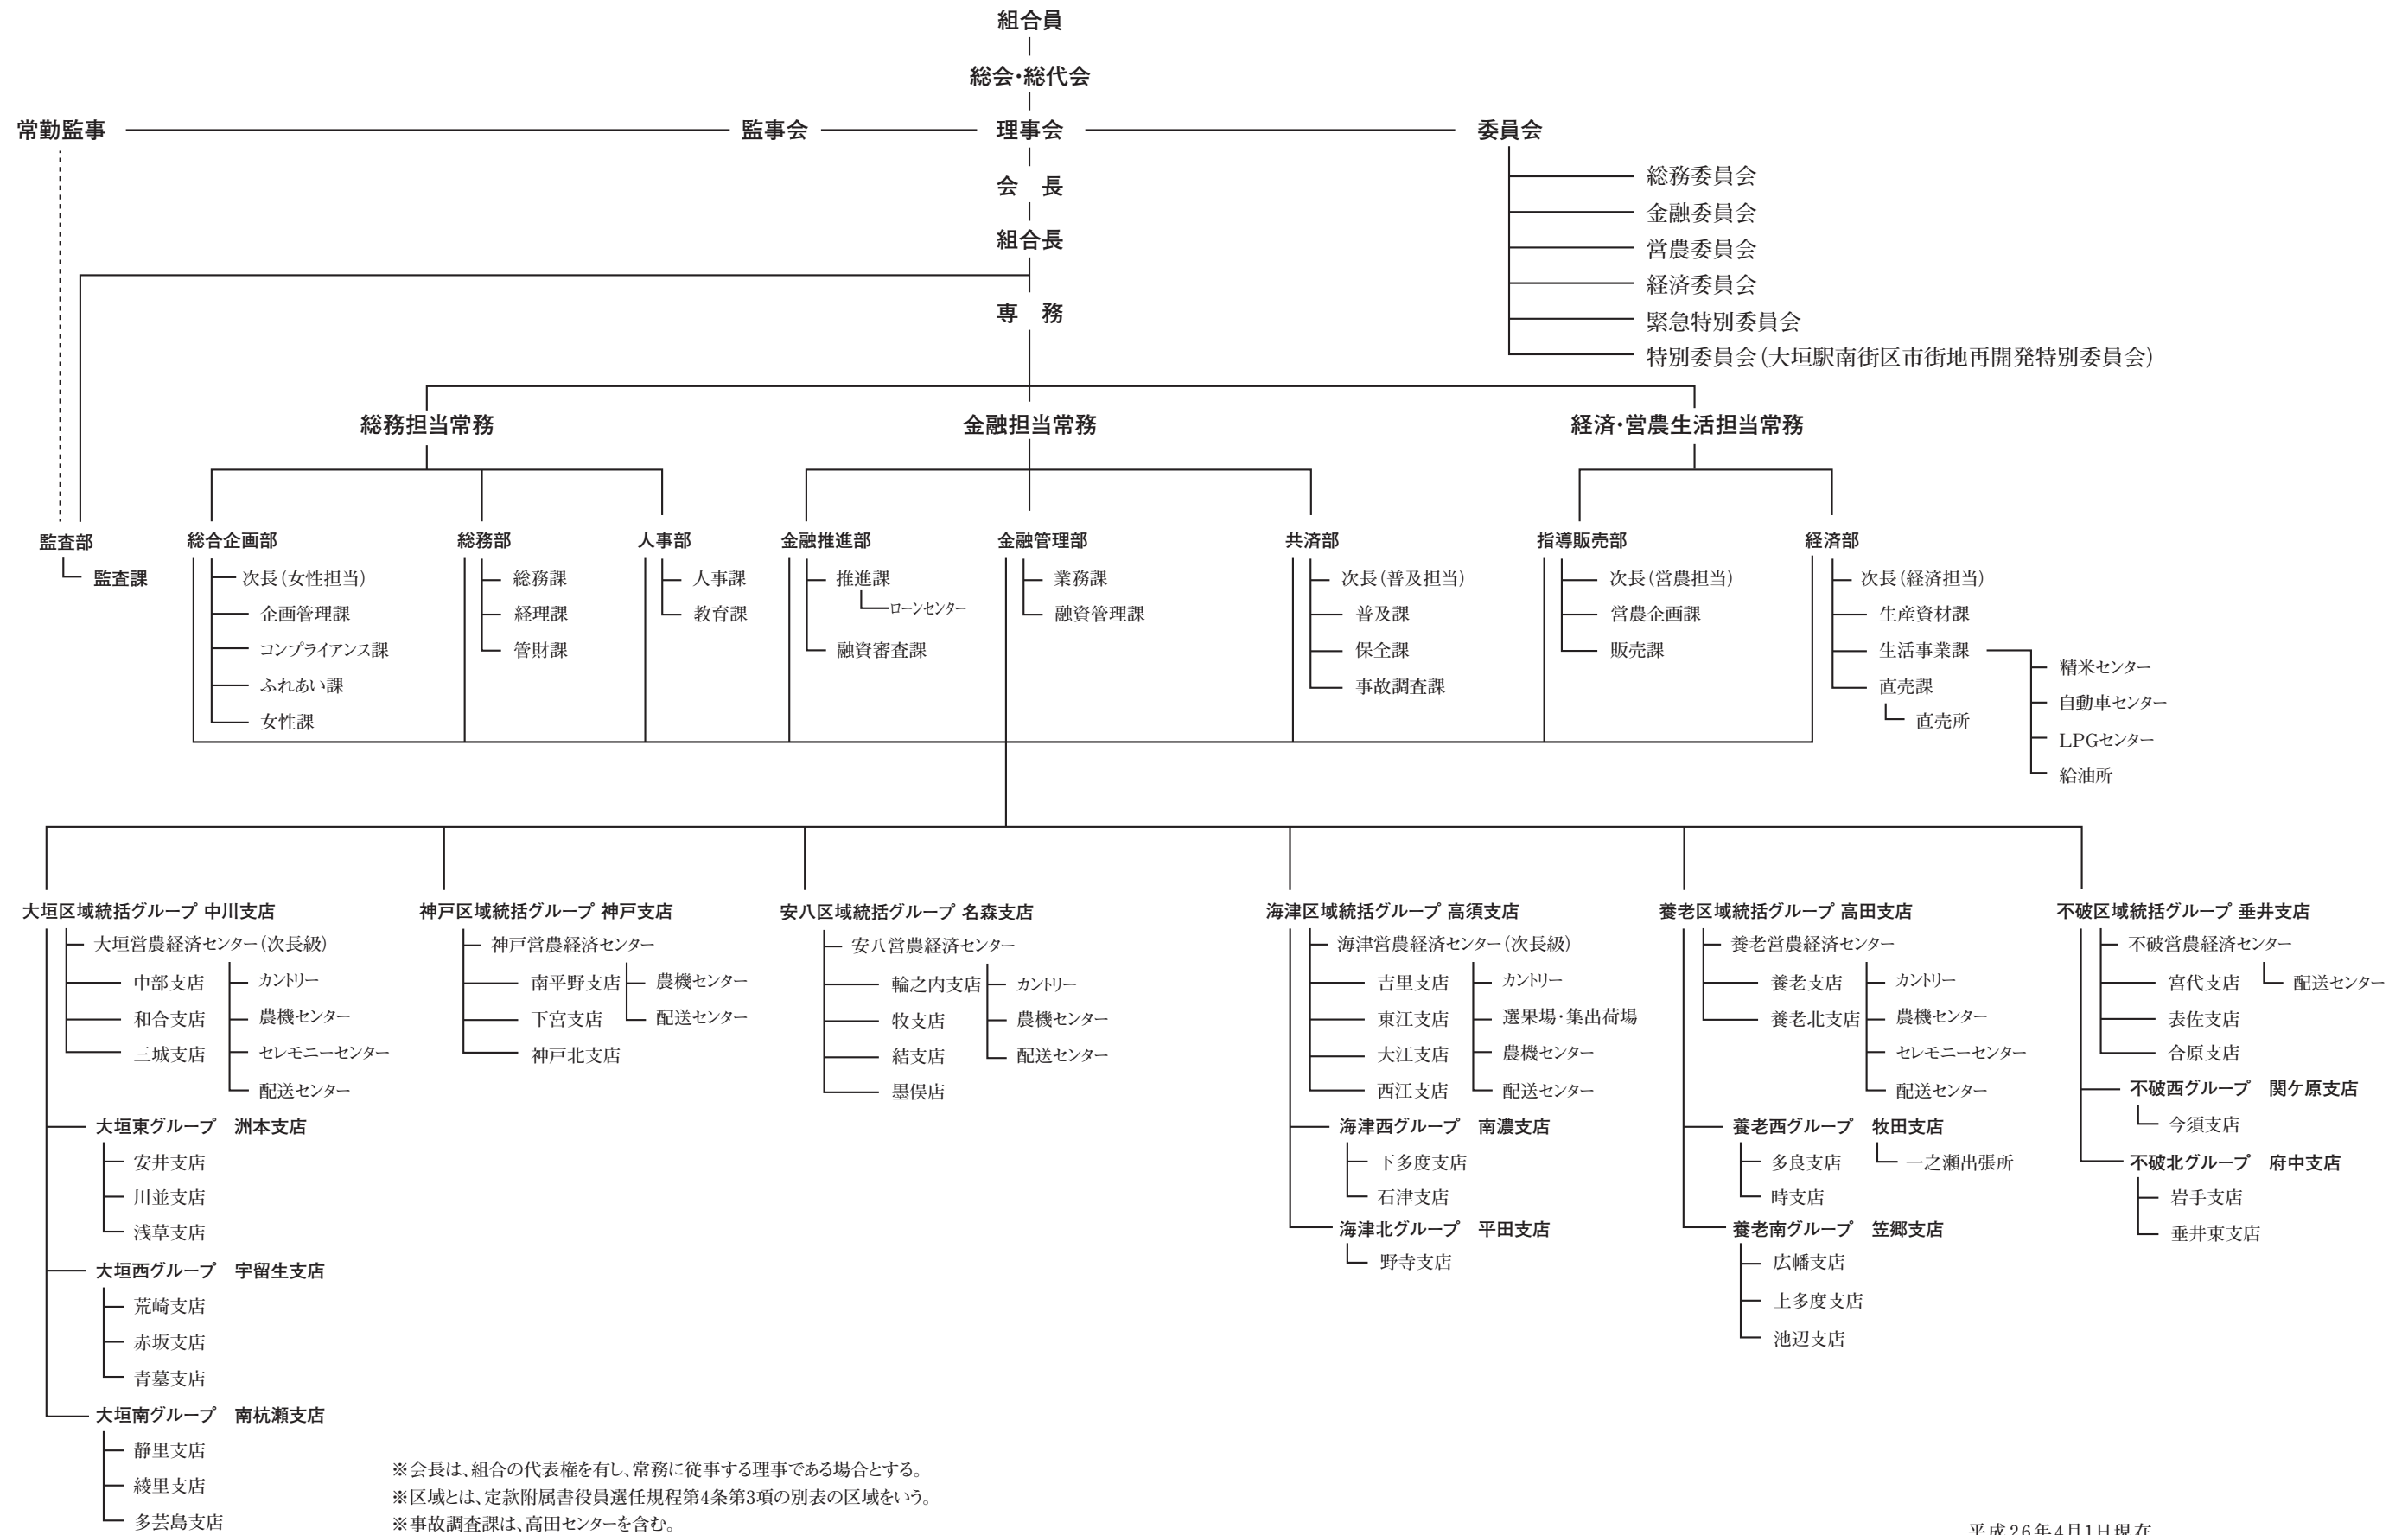 組合員
総会・総代会
常勤監事
監事会
理事会
委員会
会　長
組合長
専　務
総務委員会
金融委員会
営農委員会
経済委員会
緊急特別委員会
特別委員会(大垣駅南街区市街地再開発特別委員会)
総務担当常務
金融担当常務
経済・営農生活担当常務
監査部
監査課
総合企画部
次長(女性担当)
企画管理課
コンプライアンス課
ふれあい課
女性課
総務部
総務課
経理課
管財課
人事部
人事課
教育課
金融推進部
推進課
ローンセンター
融資審査課
金融管理部
業務課
融資管理課
共済部
次長(普及担当)
普及課
保全課
事故調査課
指導販売部
次長(営農担当)
営農企画課
販売課
経済部
次長(経済担当)
生産資材課
生活事業課
直売課
直売所
精米センター
自動車センター
LPGセンター
給油所
大垣区域統括グループ 中川支店
大垣営農経済センター(次長級)
中部支店
和合支店
三城支店
カントリー
農機センター
セレモニーセンター
配送センター
大垣東グループ　洲本支店
安井支店
川並支店
浅草支店
大垣西グループ　宇留生支店
荒崎支店
赤坂支店
青墓支店
大垣南グループ　南杭瀬支店
静里支店
綾里支店
多芸島支店
神戸区域統括グループ 神戸支店
神戸営農経済センター
南平野支店
下宮支店
神戸北支店
農機センター
配送センター
安八区域統括グループ 名森支店
安八営農経済センター
輪之内支店
牧支店
結支店
墨俣店
カントリー
農機センター
配送センター
海津区域統括グループ 高須支店
海津営農経済センター(次長級)
吉里支店
東江支店
大江支店
西江支店
カントリー
選果場・集出荷場
農機センター
配送センター
海津西グループ　南濃支店
下多度支店
石津支店
海津北グループ　平田支店
野寺支店
養老区域統括グループ 高田支店
養老営農経済センター
養老支店
養老北支店
カントリー
農機センター
セレモニーセンター
配送センター
養老西グループ　牧田支店
多良支店
時支店
一之瀬出張所
養老南グループ　笠郷支店
広幡支店
上多度支店
池辺支店
不破区域統括グループ 垂井支店
不破営農経済センター
宮代支店
表佐支店
合原支店
配送センター
不破西グループ　関ケ原支店
今須支店
不破北グループ　府中支店
岩手支店
垂井東支店
※会長は、組合の代表権を有し、常務に従事する理事である場合とする。
※区域とは、定款附属書役員選任規程第4条第3項の別表の区域をいう。
※事故調査課は、高田センターを含む。
平成26年4月1日現在